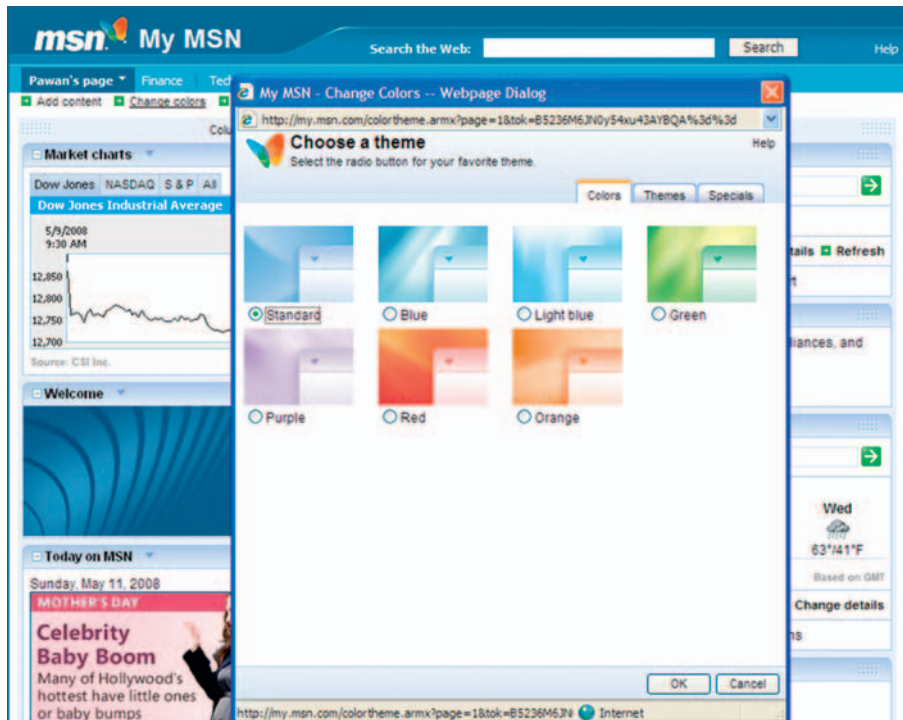 msn My MSN
Search the Web:
Search
Help
Pawan's page
Finance
Add content
Change colors
Market charts
Dow Jones NASDAQ S & P All
Dow Jones Industrial Average
5/9/2008
9:30 AM
12,850
12,800
12,750
12,700
Source: CSI Inc.
Welcome
Today on MSN
Sunday, May 11, 2008
MOTHER'S DAY
Celebrity
Baby Boom
Many of Hollywood's
hottest have little ones
or baby bumps
My MSN - Change Colors -- Webpage Dialog
http://my.msn.com/colortheme.armx?page=1&tok=B5236M6JN0y54xu43AYBQA%3d%3d
Choose a theme
Help
Select the radio button for your favorite theme.
Colors Themes Specials
Standard Blue Light blue Green
Purple Red Orange
OK Cancel
http://my.msn.com/colortheme.armx?page=1&tok=B5236M6JN Internet
Refresh
liances, and
Wed
63°/41°F
Based on GMT
Change details